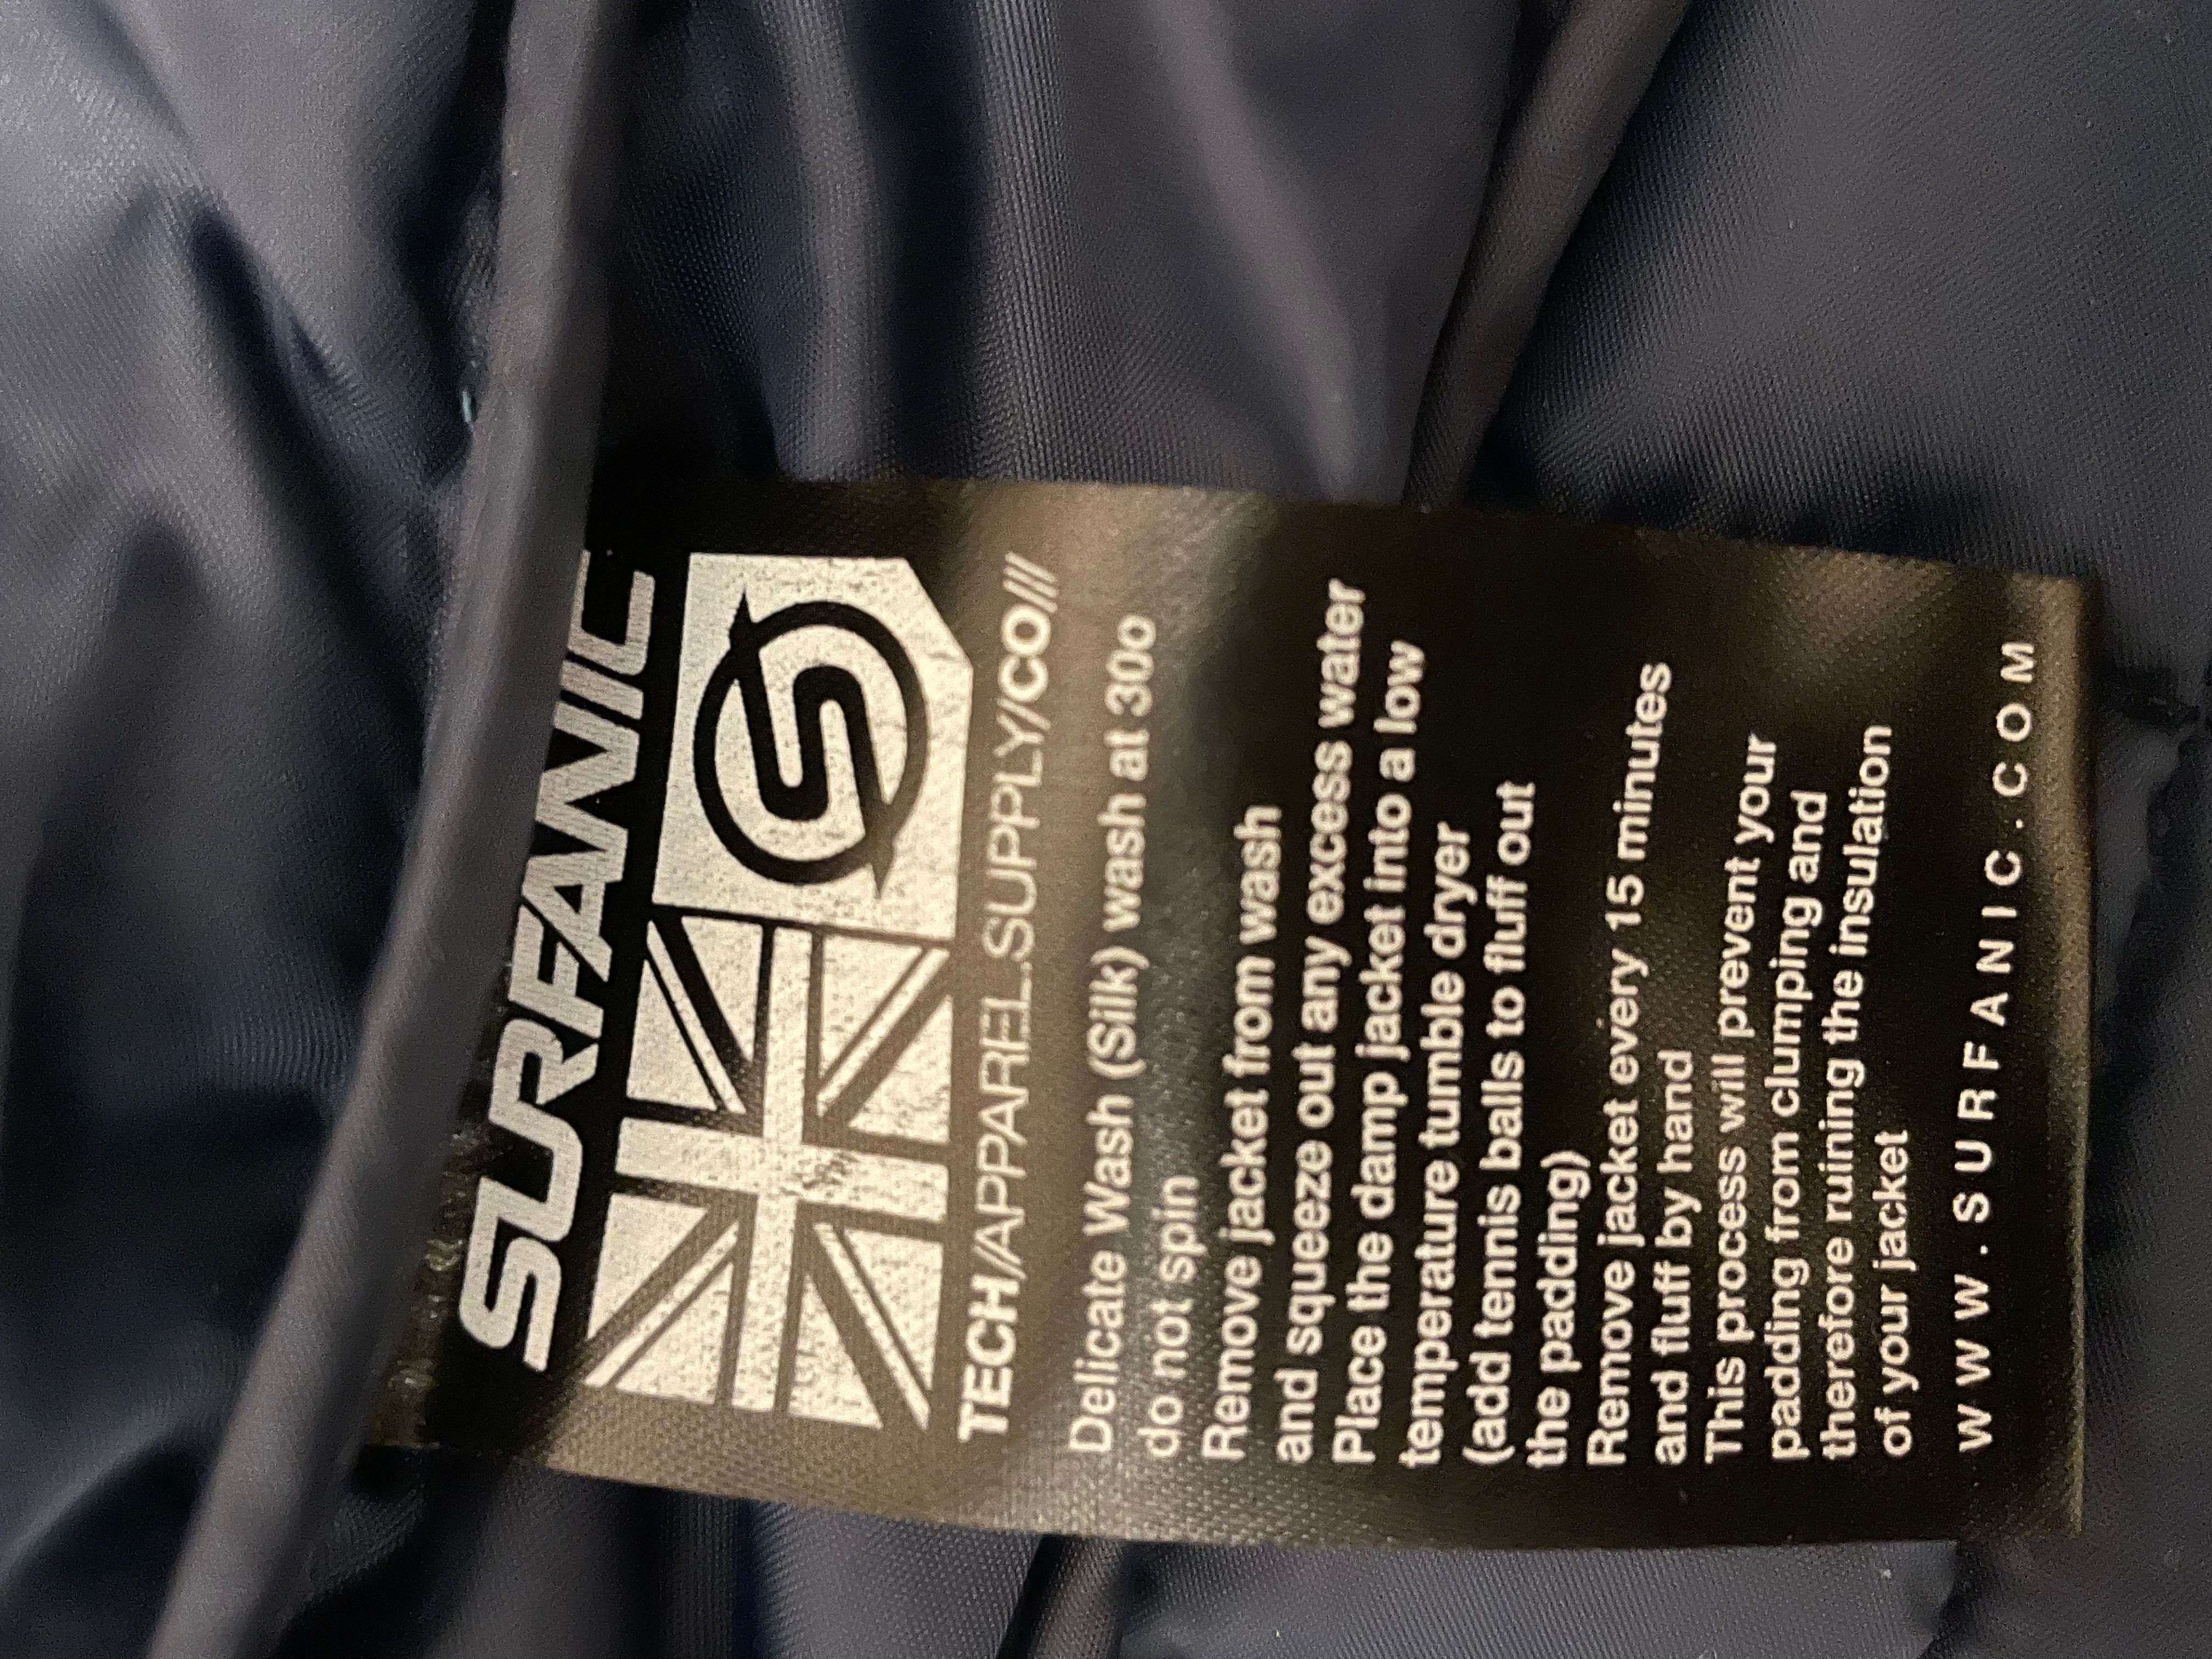 SURFANIC
TECH/APPAREL.SUPPLY/CO///
Delicate Wash (Silk) wash at 30o
do not spin
Remove jacket from wash
and squeeze out any excess water
Place the damp jacket into a low
temperature tumble dryer
(add tennis balls to fluff out
the padding)
Remove jacket every 15 minutes
and fluff by hand
This process will prevent your
padding from clumping and
therefore ruining the insulation
of your jacket
WWW.SURFANIC.COM